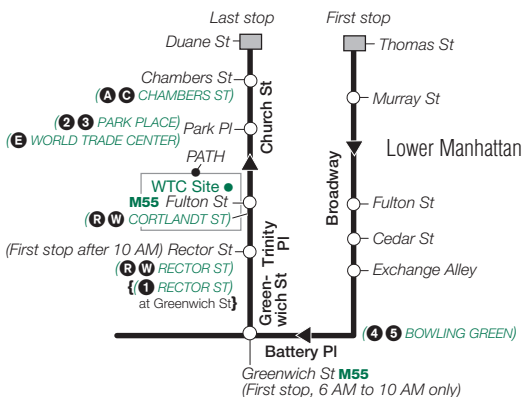 Last stop
First stop
Duane St
Thomas St
Chambers St
(A C CHAMBERS ST)
Murray St
(2 3 PARK PLACE)
Park Pl
(E WORLD TRADE CENTER)
Church St
Lower Manhattan
PATH
WTC Site
M55 Fulton St
(R W CORTLANDT ST)
Broadway
Fulton St
Cedar St
Exchange Alley
(First stop after 10 AM) Rector St
(R W RECTOR ST)
{(1 RECTOR ST)
at Greenwich St}
Trinity
Pl
Green-
wich St
(4 5 BOWLING GREEN)
Battery Pl
Greenwich St M55
(First stop, 6 AM to 10 AM only)